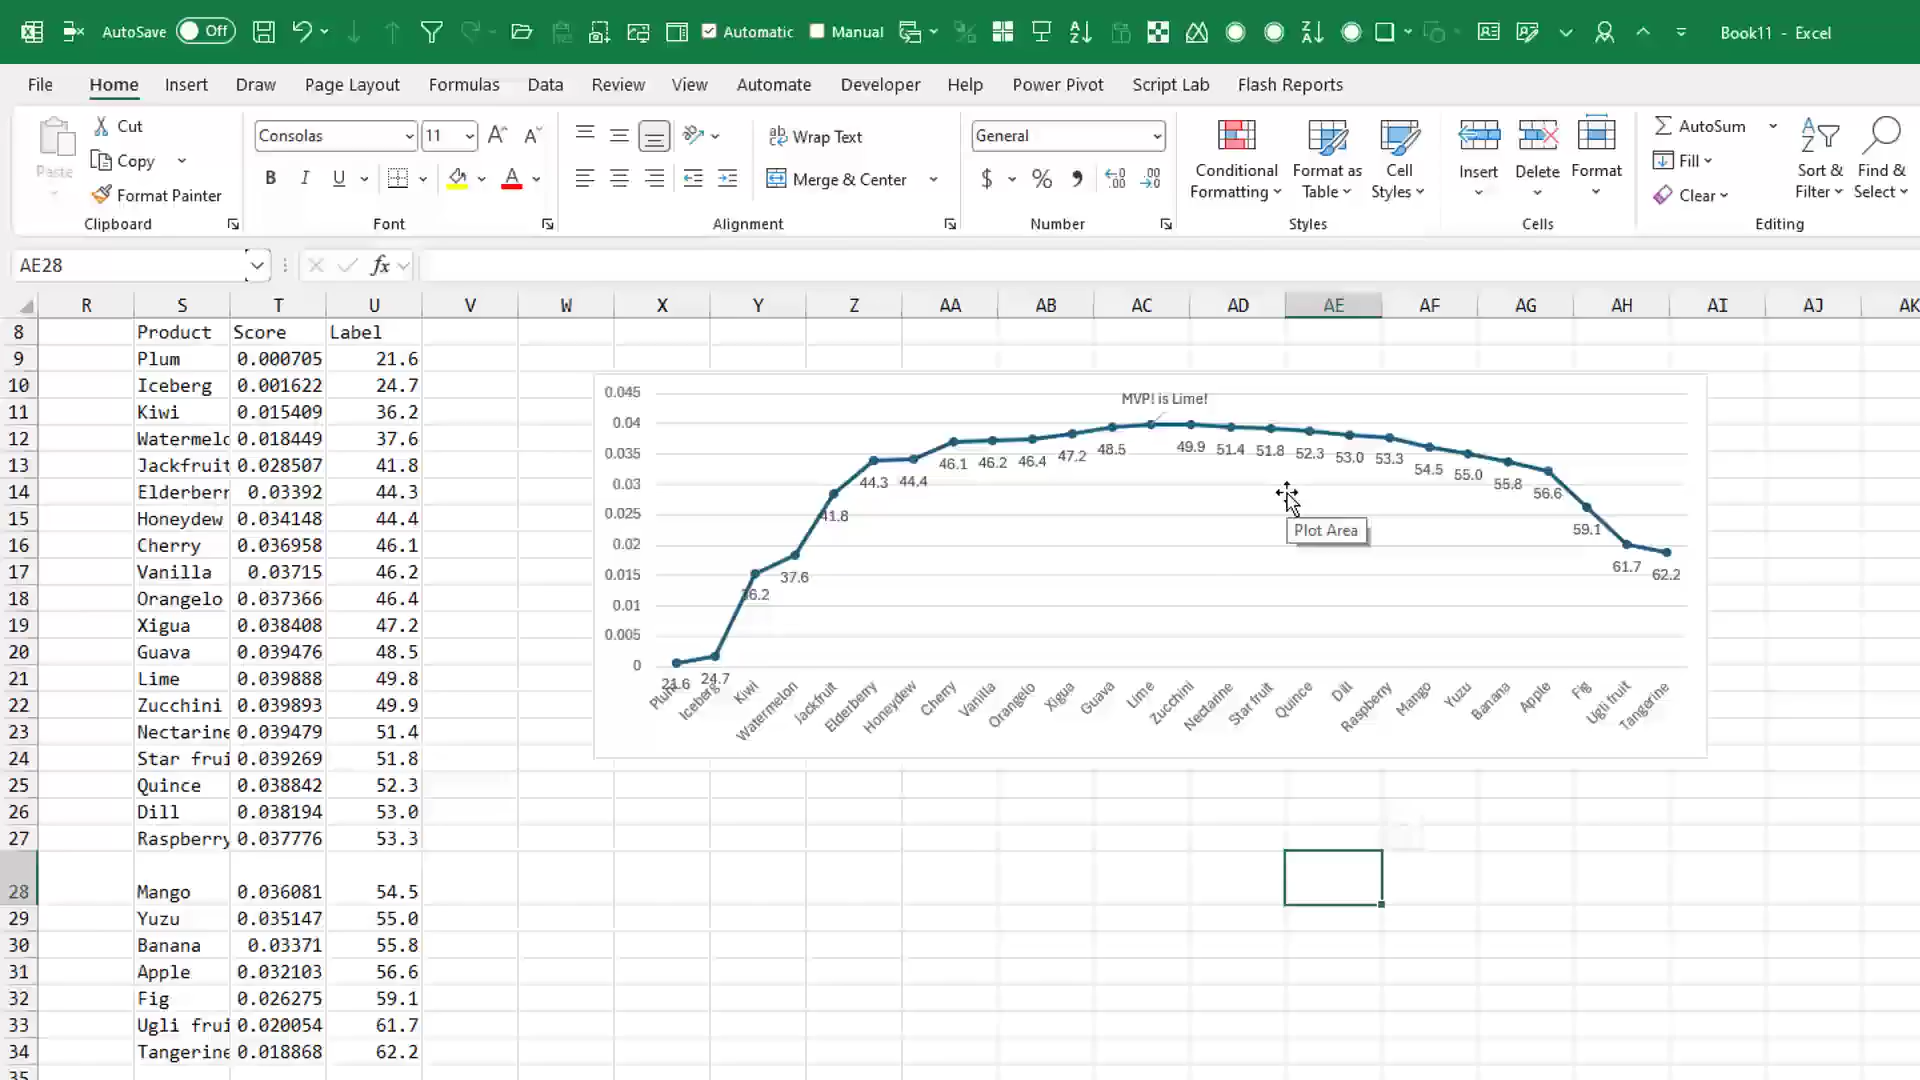 AutoSave Off Automatic Manual Book11 - Excel
File Home Insert Draw Page Layout Formulas Data Review View Automate Developer Help Power Pivot Script Lab Flash Reports
Paste Cut Copy Format Painter
Clipboard
Consolas 11
B I U A
Font
Wrap Text
Merge & Center
Alignment
General
$ %
Number
Conditional Formatting
Format as Table
Cell Styles
Styles
Insert Delete Format
Cells
AutoSum
Fill
Clear
Sort & Filter
Find & Select
Editing
AE28 fx
R S T U V W X Y Z AA AB AC AD AE AF AG AH AI AJ AK
8 Product Score Label
9 Plum 0.000705 21.6
10 Iceberg 0.001622 24.7
11 Kiwi 0.015409 36.2
12 Watermelo 0.018449 37.6
13 Jackfruit 0.028507 41.8
14 Elderberr 0.03392 44.3
15 Honeydew 0.034148 44.4
16 Cherry 0.036958 46.1
17 Vanilla 0.03715 46.2
18 Orangelo 0.037366 46.4
19 Xigua 0.038408 47.2
20 Guava 0.039476 48.5
21 Lime 0.039888 49.8
22 Zucchini 0.039893 49.9
23 Nectarine 0.039479 51.4
24 Star frui 0.039269 51.8
25 Quince 0.038842 52.3
26 Dill 0.038194 53.0
27 Raspberry 0.037776 53.3
28 Mango 0.036081 54.5
29 Yuzu 0.035147 55.0
30 Banana 0.03371 55.8
31 Apple 0.032103 56.6
32 Fig 0.026275 59.1
33 Ugli frui 0.020054 61.7
34 Tangerine 0.018868 62.2
35
0.045
0.04
0.035
0.03
0.025
0.02
0.015
0.01
0.005
0
MVP! is Lime!
21.6 24.7 36.2 37.6 41.8 44.3 44.4 46.1 46.2 46.4 47.2 48.5 49.9 51.4 51.8 52.3 53.0 53.3 54.5 55.0 55.8 56.6 59.1 61.7 62.2
Plot Area
Plum Iceberg Kiwi Watermelon Jackfruit Elderberry Honeydew Cherry Vanilla Orangelo Xigua Guava Lime Zucchini Nectarine Star fruit Quince Dill Raspberry Mango Yuzu Banana Apple Fig Ugli fruit Tangerine